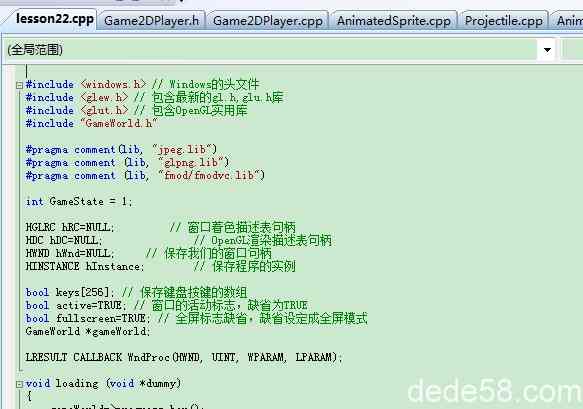 lesson22.cpp Game2DPlayer.h Game2DPlayer.cpp AnimatedSprite.cpp Projectile.cpp Anim
(全局范围)
#include <windows.h> // Windows的头文件
#include <glew.h> // 包含最新的gl.h,glu.h库
#include <glut.h> // 包含OpenGL实用库
#include "GameWorld.h"
#pragma comment(lib, "jpeg.lib")
#pragma comment (lib, "glpng.lib")
#pragma comment (lib, "fmod/fmodvc.lib")
int GameState = 1;
HGLRC hRC=NULL; // 窗口着色描述表句柄
HDC hDC=NULL; // OpenGL渲染描述表句柄
HWND hWnd=NULL; // 保存我们的窗口句柄
HINSTANCE hInstance; // 保存程序的实例
bool keys[256]; // 保存键盘按键的数组
bool active=TRUE; // 窗口的活动标志，缺省为TRUE
bool fullscreen=TRUE; // 全屏标志缺省，缺省设定成全屏模式
GameWorld *gameWorld;
LRESULT CALLBACK WndProc(HWND, UINT, WPARAM, LPARAM);
void loading (void *dummy)
{
dede58.com